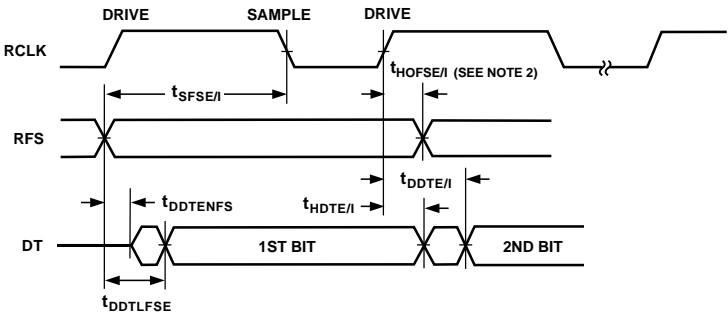 DRIVE SAMPLE DRIVE
RCLK
tHOFSE/I (SEE NOTE 2)
tSFSE/I
RFS
tDDTE/I
tDDTENFS
tHDTE/I
DT
1ST BIT
2ND BIT
tDDTLFSE